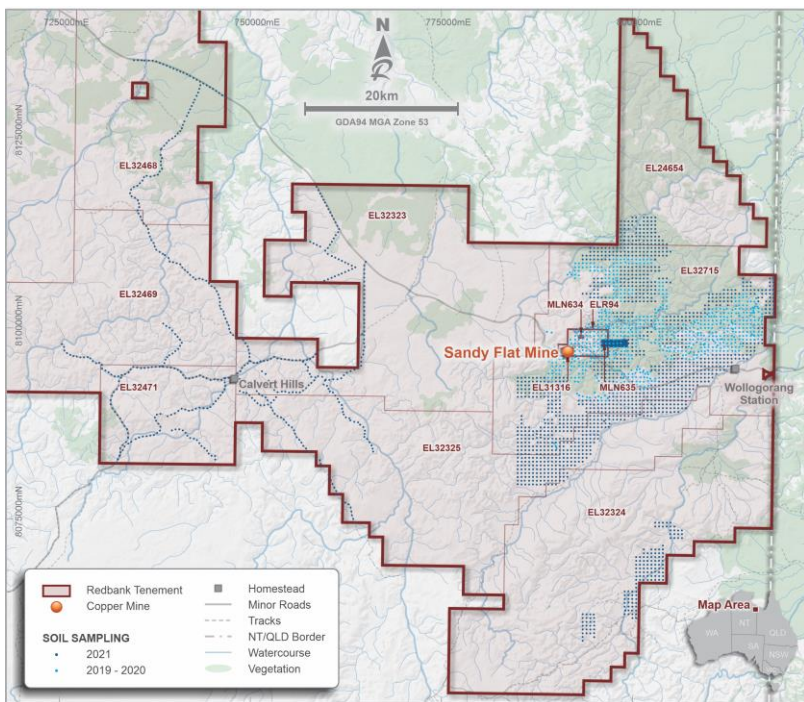 725000mE
750000mE
775000mE
N
20km
GDA94 MGA Zone 53
8125000mN
EL32468
EL24654
EL32323
EL32715
EL32469
MLN634
ELR94
8100000mN
Sandy Flat Mine
EL32471
Calvert Hills
EL31316
MLN635
Wollogorang
Station
EL32325
8075000mN
EL32324
Redbank Tenement
Copper Mine
SOIL SAMPLING
2021
2019 - 2020
Homestead
Minor Roads
Tracks
NT/QLD Border
Watercourse
Vegetation
Map Area
WA
NT
QLD
SA
NSW